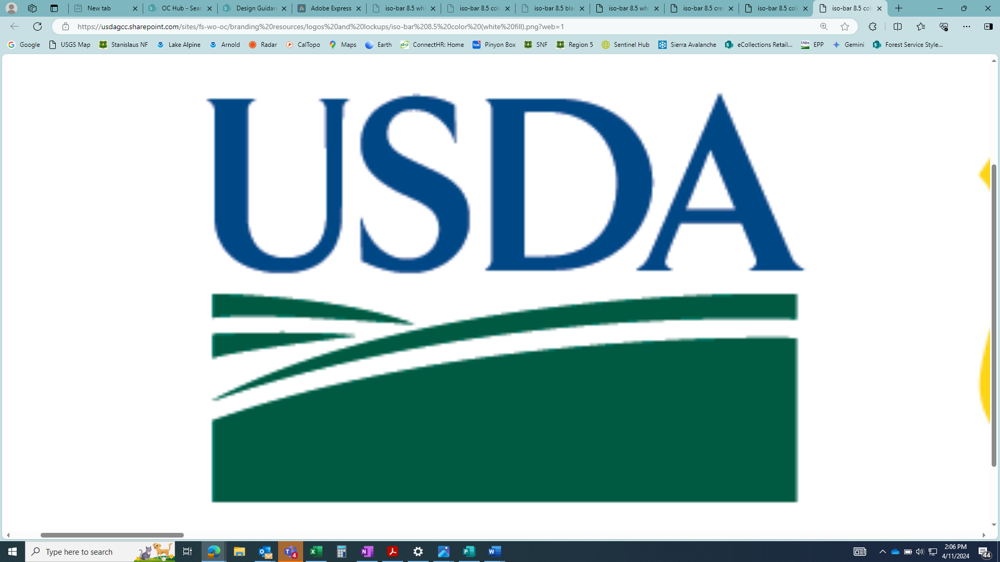 New tab
OC Hub - Sear
Design Guidan
Adobe Express
iso-bar 8.5 whi
iso-bar 8.5 col
iso-bar 8.5 bla
iso-bar 8.5 whi
iso-bar 8.5 crea
iso-bar 8.5 col
iso-bar 8.5 col
https://usdagcc.sharepoint.com/sites/fs-wo-oc/branding%20resources/logos%20and%20lockups/iso-bar%208.5%20color%20(white%20fill).png?web=1
Google
USGS Map
Stanislaus NF
Lake Alpine
Arnold
Radar
CalTopo
Maps
Earth
ConnectHR: Home
Pinyon Box
SNF
Region 5
Sentinel Hub
Sierra Avalanche
eCollections Retail...
EPP
Gemini
Forest Service Style...
USDA
Type here to search
4
2:06 PM
4/11/2024
44